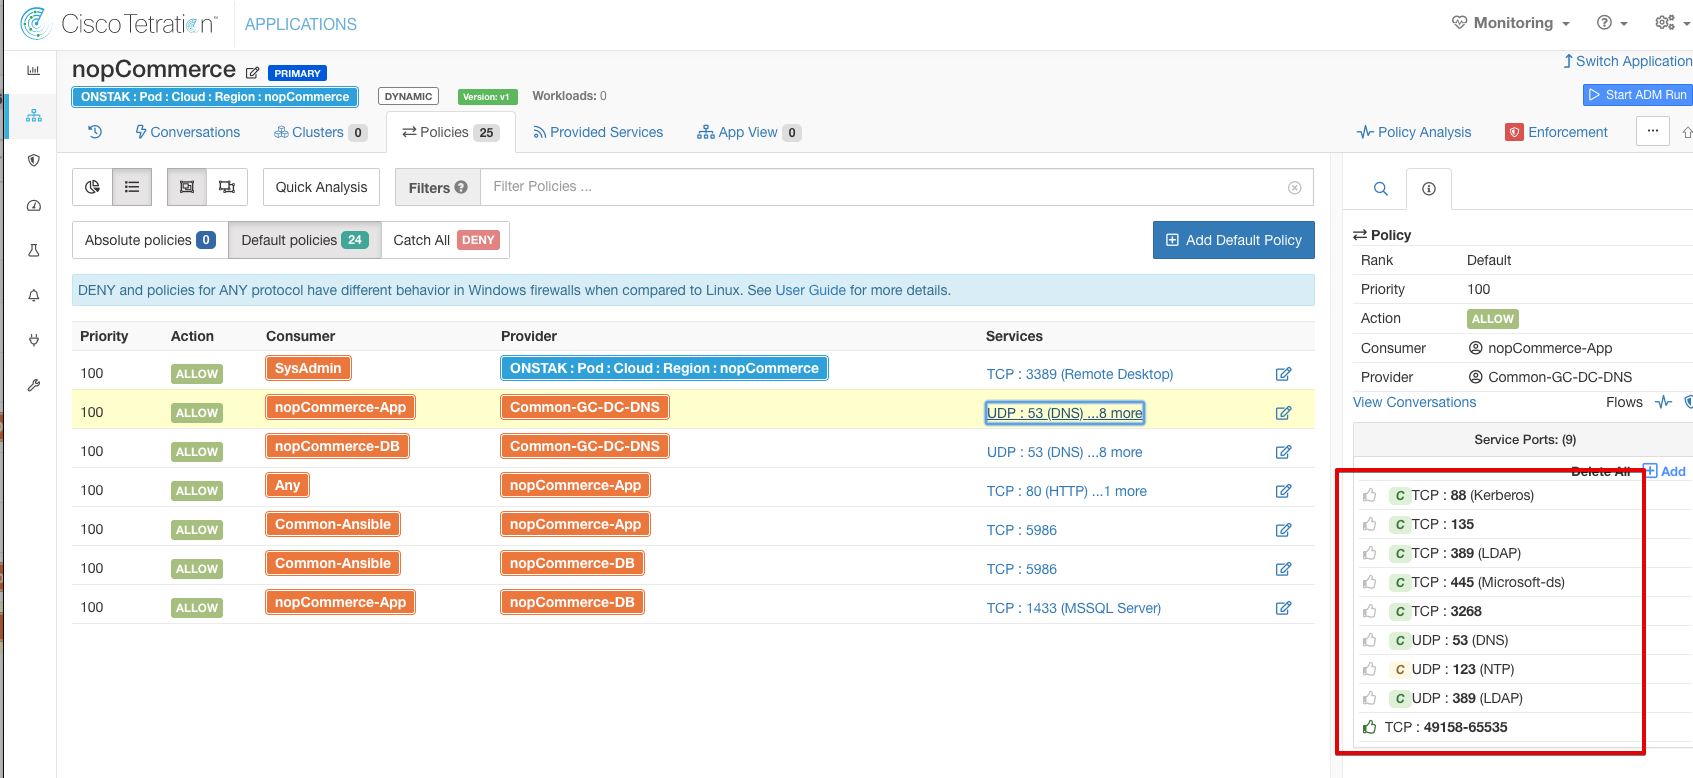 Cisco Tetration™ APPLICATIONS Monitoring
nopCommerce PRIMARY Switch Application
ONSTAK : Pod : Cloud : Region : nopCommerce DYNAMIC Version: v1 Workloads: 0 Start ADM Run
Conversations Clusters 0 Policies 25 Provided Services App View 0 Policy Analysis Enforcement ...
Quick Analysis Filters Filter Policies ...
Absolute policies 0 Default policies 24 Catch All DENY Add Default Policy
DENY and policies for ANY protocol have different behavior in Windows firewalls when compared to Linux. See User Guide for more details.
Priority Action Consumer Provider Services
100 ALLOW SysAdmin ONSTAK : Pod : Cloud : Region : nopCommerce TCP : 3389 (Remote Desktop)
100 ALLOW nopCommerce-App Common-GC-DC-DNS UDP : 53 (DNS) ...8 more
100 ALLOW nopCommerce-DB Common-GC-DC-DNS UDP : 53 (DNS) ...8 more
100 ALLOW Any nopCommerce-App TCP : 80 (HTTP) ...1 more
100 ALLOW Common-Ansible nopCommerce-App TCP : 5986
100 ALLOW Common-Ansible nopCommerce-DB TCP : 5986
100 ALLOW nopCommerce-App nopCommerce-DB TCP : 1433 (MSSQL Server)
Policy
Rank Default
Priority 100
Action ALLOW
Consumer nopCommerce-App
Provider Common-GC-DC-DNS
View Conversations Flows
Service Ports: (9)
Delete All Add
C TCP : 88 (Kerberos)
C TCP : 135
C TCP : 389 (LDAP)
C TCP : 445 (Microsoft-ds)
C TCP : 3268
C UDP : 53 (DNS)
C UDP : 123 (NTP)
C UDP : 389 (LDAP)
TCP : 49158-65535